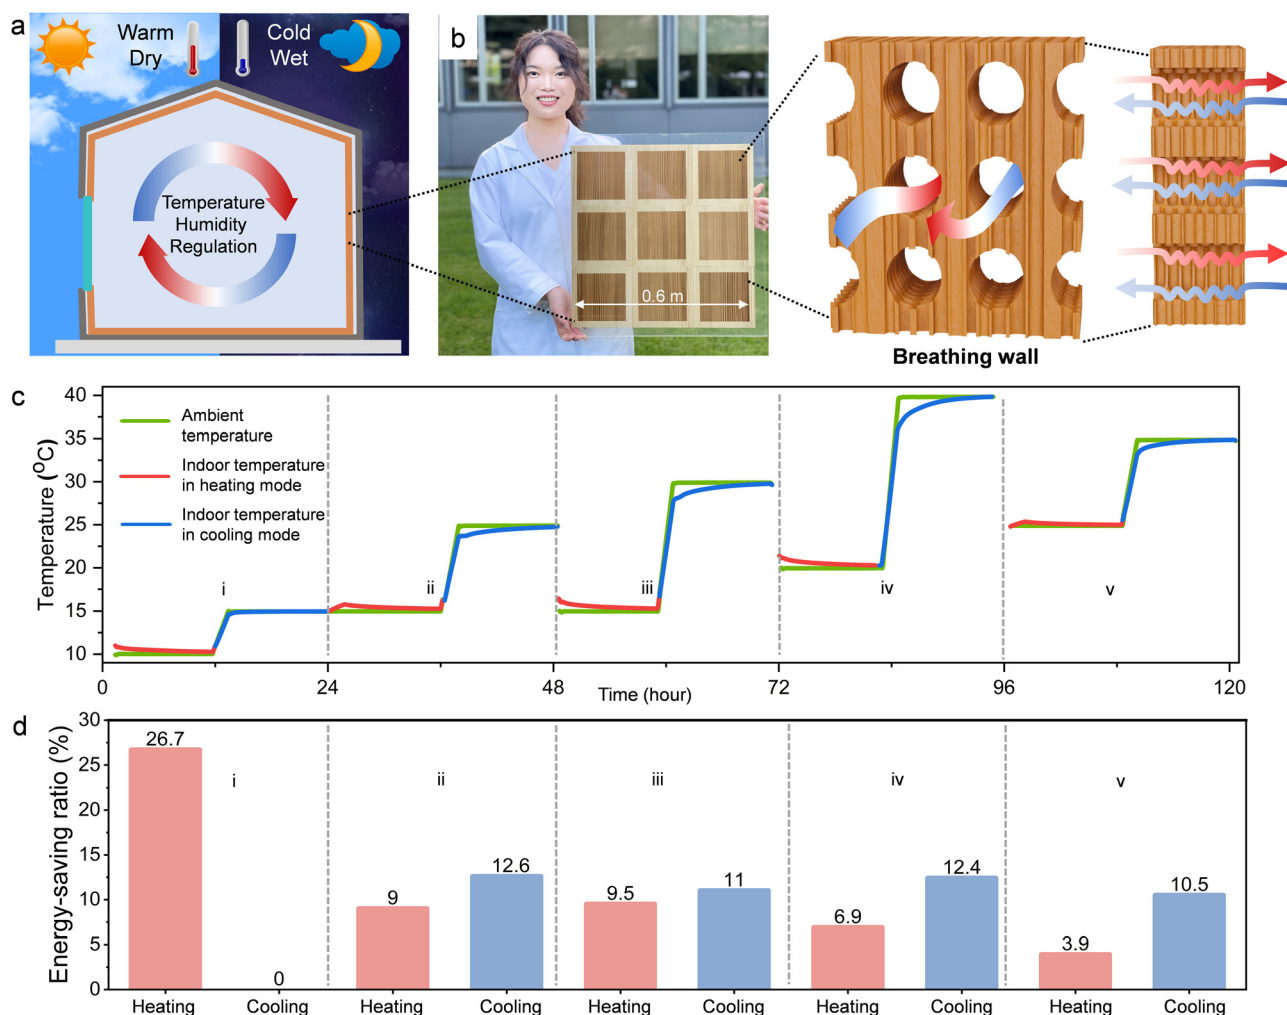 a
Warm
Dry
Cold
Wet
Temperature
Humidity
Regulation
b
0.6 m
Breathing wall
c
Temperature (°C)
40
35
30
25
20
15
10
Ambient
temperature
Indoor temperature
in heating mode
Indoor temperature
in cooling mode
i
ii
iii
iv
v
0
24
48
72
96
120
Time (hour)
d
Energy-saving ratio (%)
30
25
20
15
10
5
0
26.7
0
9
12.6
9.5
11
6.9
12.4
3.9
10.5
i
ii
iii
iv
v
Heating
Cooling
Heating
Cooling
Heating
Cooling
Heating
Cooling
Heating
Cooling